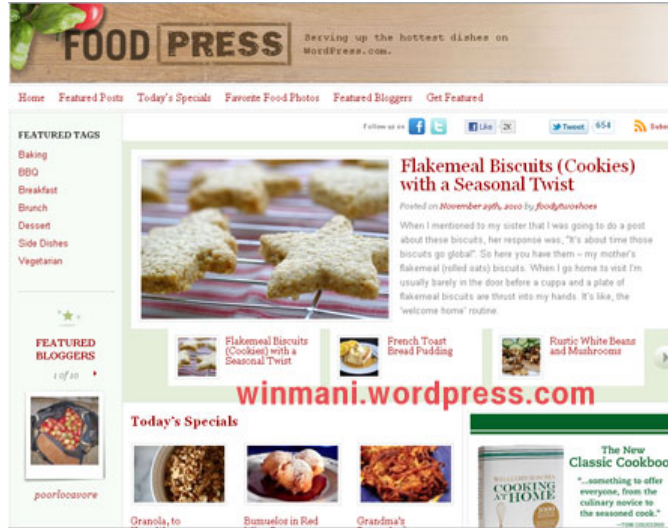 FOOD PRESS
Serving up the hottest dishes on
WordPress.com.
Home Featured Posts Today's Specials Favorite Food Photos Featured Bloggers Get Featured
Follow us on Like 2K Tweet 654
FEATURED TAGS
Baking
BBQ
Breakfast
Brunch
Dessert
Side Dishes
Vegetarian
FEATURED
BLOGGERS
1 of 10
poorlocavore
Flakemeal Biscuits (Cookies)
with a Seasonal Twist
Posted on November 29th, 2010 by foodytwoshoes
When I mentioned to my sister that I was going to do a post
about these biscuits, her response was, "It's about time those
biscuits go global". So here you have them – my mother's
flakemeal (rolled oats) biscuits. When I go home to visit I'm
usually barely in the door before a cuppa and a plate of
flakemeal biscuits are thrust into my hands. It's like, the
'welcome home' routine.
Flakemeal Biscuits
(Cookies) with a
Seasonal Twist
French Toast
Bread Pudding
Rustic White Beans
and Mushrooms
winmani.wordpress.com
Today's Specials
Granola, to
Bunuelos in Red
Grandma's
WILLIAMS-SONOMA
COOKING
AT HOME
The New
Classic Cookboo
"...something to offer
everyone, from the
culinary novice to
the seasoned cook."